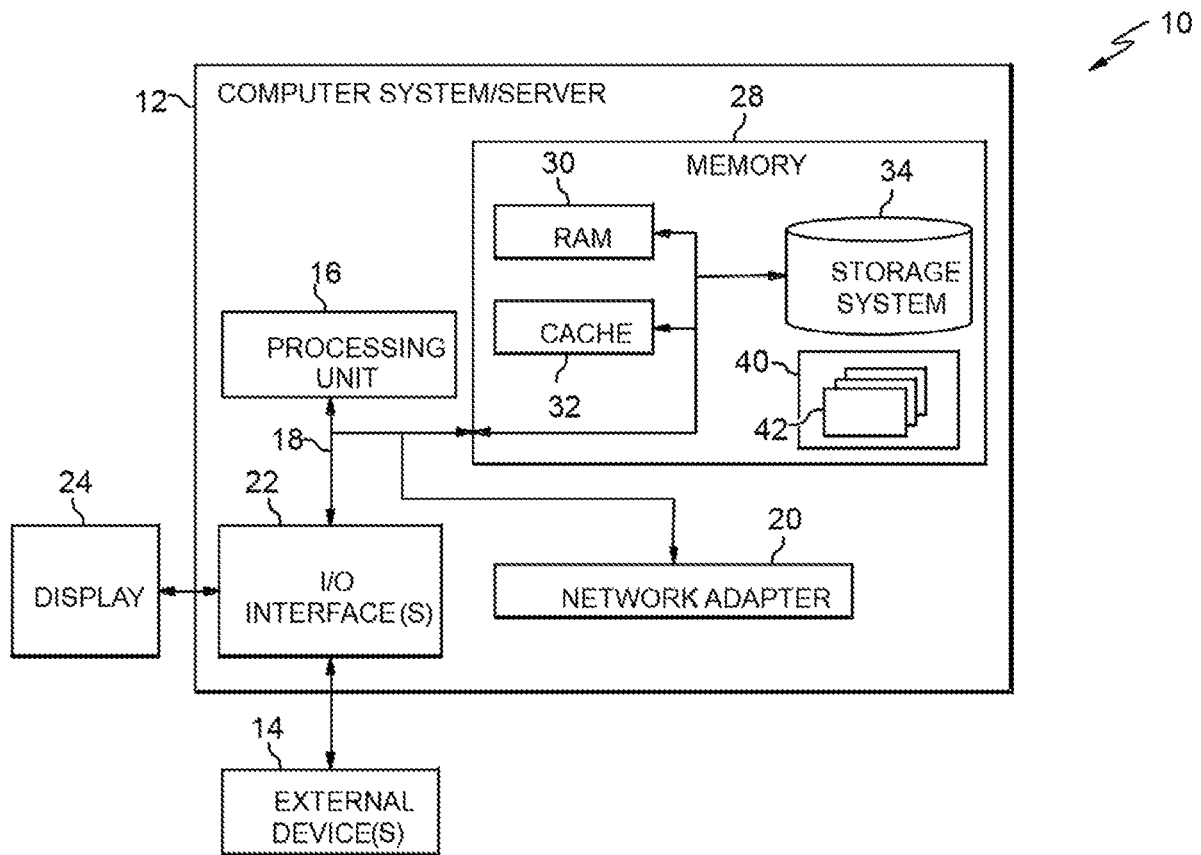 10
12
COMPUTER SYSTEM/SERVER
28
MEMORY
30
RAM
34
STORAGE
SYSTEM
16
PROCESSING
UNIT
CACHE
32
40
42
18
24
DISPLAY
22
I/O
INTERFACE(S)
20
NETWORK ADAPTER
14
EXTERNAL
DEVICE(S)